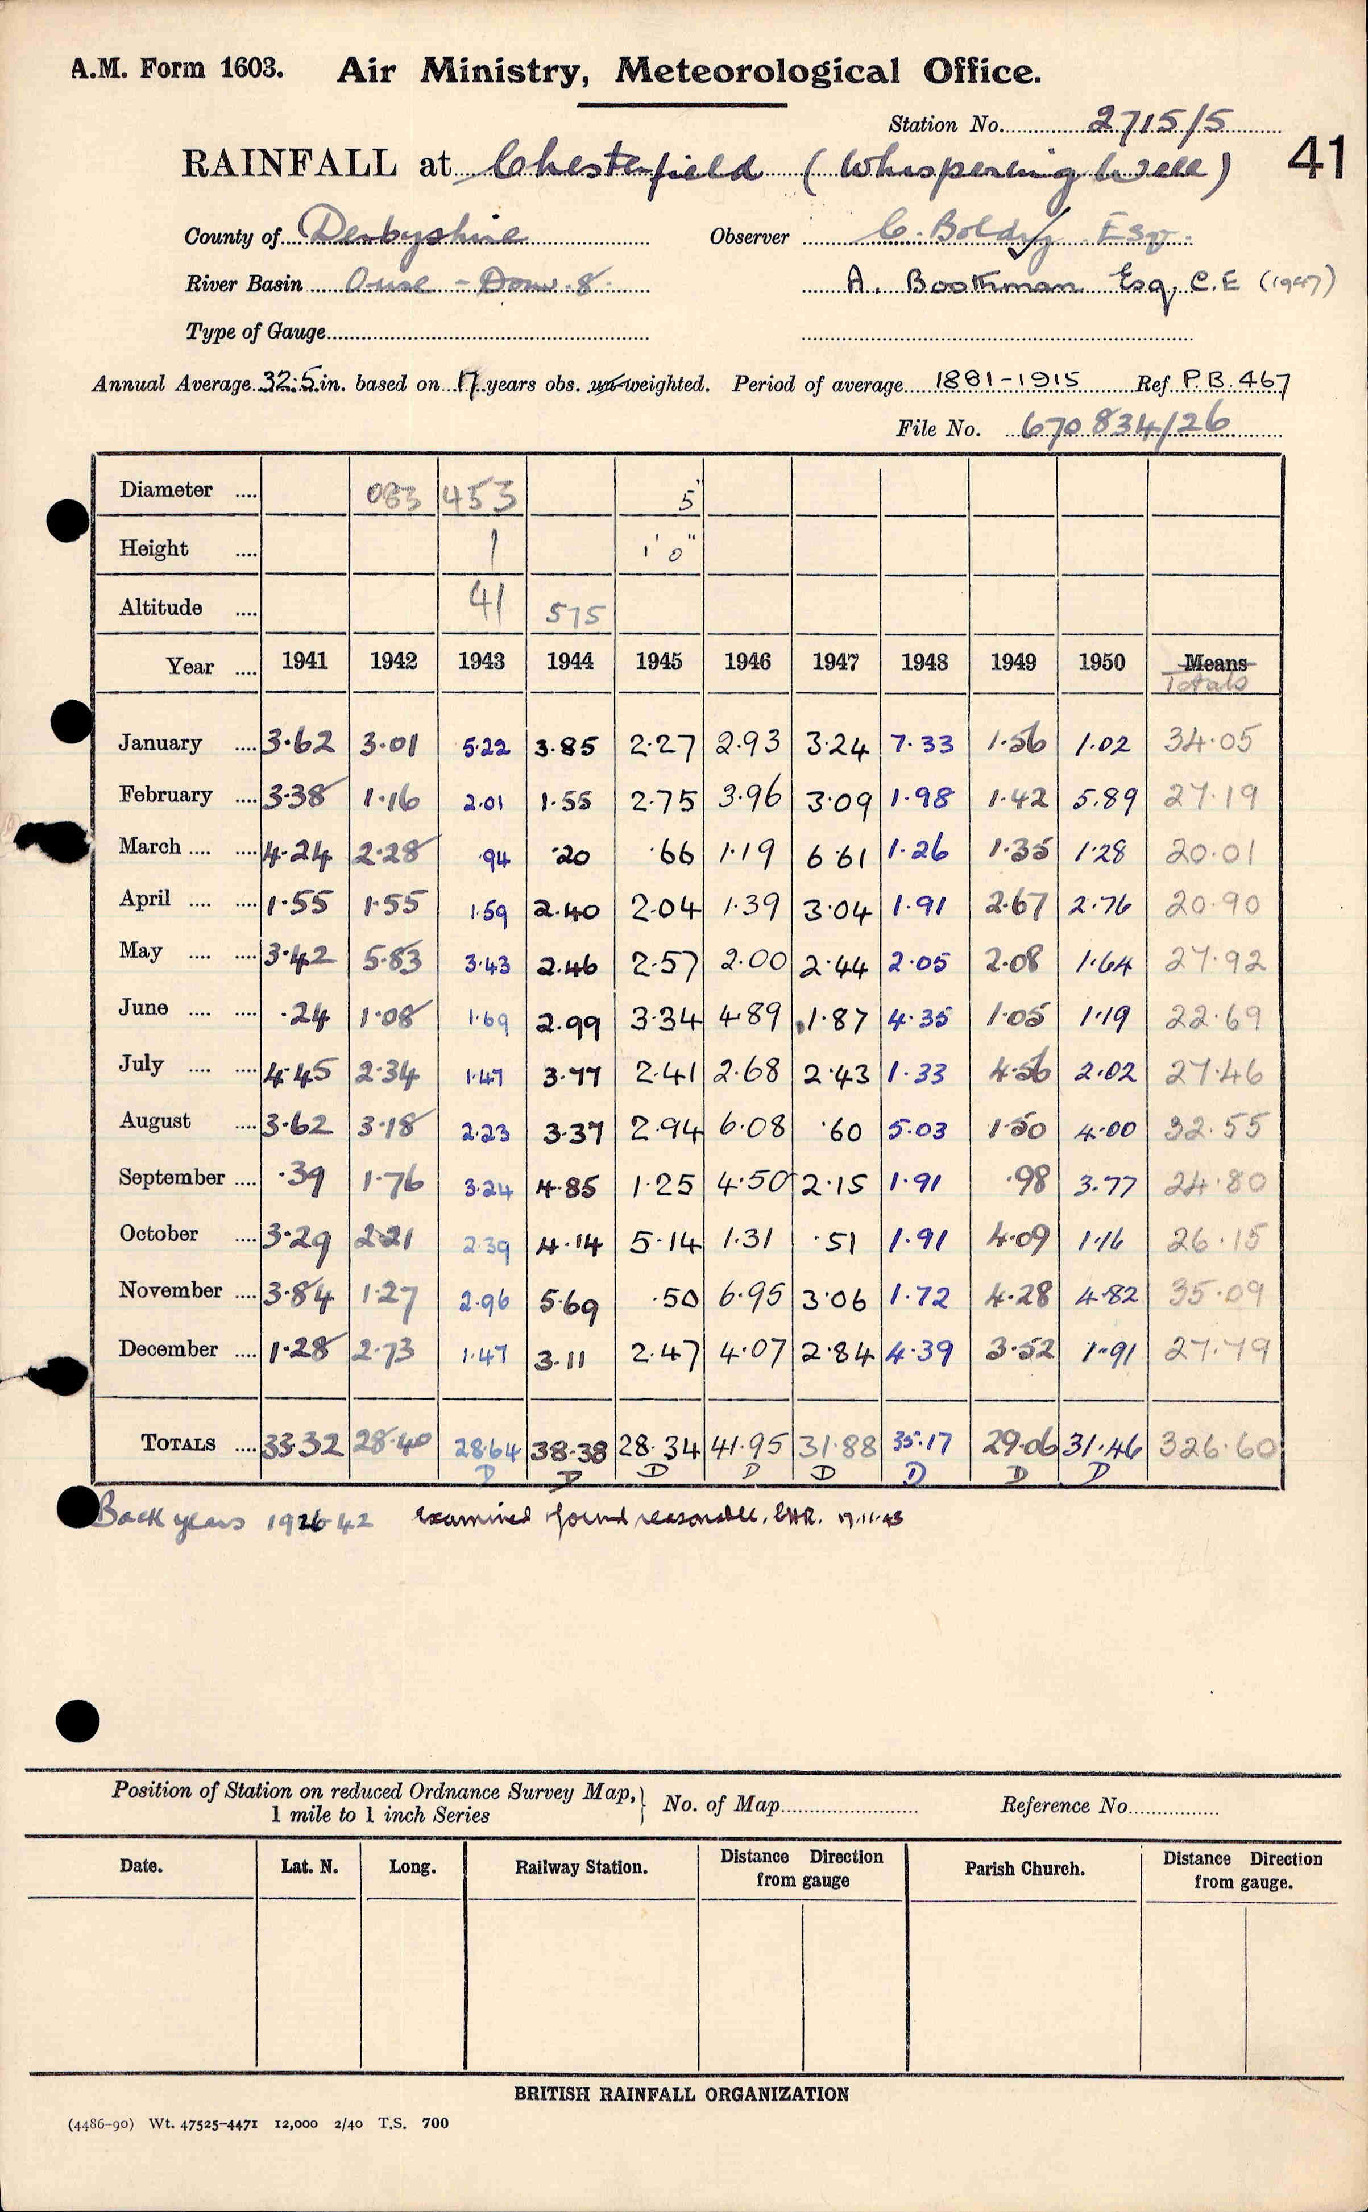 A.M. Form 1603. Air Ministry, Meteorological Office.
Station No. 2715/5
41
RAINFALL at Chesterfield (Whispering Well)
County of Derbyshire Observer C. Boldry Esq.
River Basin Ouse - Don. 8. A. Boothman Esq, C.E (1947)
Type of Gauge
Annual Average 32.5 in. based on 17 years obs. un-weighted. Period of average 1881-1915 Ref P.B. 467
File No. 670834/26
Diameter .... 083 453 5"
Height .... 1 1' 0"
Altitude .... 41 575
Year .... 1941 1942 1943 1944 1945 1946 1947 1948 1949 1950 Means Totals
January .... 3.62 3.01 5.22 3.85 2.27 2.93 3.24 7.33 1.56 1.02 34.05
February .... 3.38 1.16 2.01 1.55 2.75 3.96 3.09 1.98 1.42 5.89 27.19
March .... .... 4.24 2.28 .94 .20 .66 1.19 6.61 1.26 1.35 1.28 20.01
April .... .... 1.55 1.55 1.59 2.40 2.04 1.39 3.04 1.91 2.67 2.76 20.90
May .... .... 3.42 5.83 3.43 2.46 2.57 2.00 2.44 2.05 2.08 1.64 27.92
June .... .... .24 1.08 1.69 2.99 3.34 4.89 1.87 4.35 1.05 1.19 22.69
July .... .... 4.45 2.34 1.47 3.77 2.41 2.68 2.43 1.33 4.56 2.02 27.46
August .... 3.62 3.18 2.23 3.37 2.94 6.08 .60 5.03 1.50 4.00 32.55
September .... .39 1.76 3.24 4.85 1.25 4.50 2.15 1.91 .98 3.77 24.80
October .... 3.29 2.21 2.39 4.14 5.14 1.31 .51 1.91 4.09 1.16 26.15
November .... 3.84 1.27 2.96 5.69 .50 6.95 3.06 1.72 4.28 4.82 35.09
December .... 1.28 2.73 1.47 3.11 2.47 4.07 2.84 4.39 3.52 1.91 27.79
TOTALS .... 33.32 28.40 28.64 38.38 28.34 41.95 31.88 35.17 29.06 31.46 326.60
D D D D D D D D
Back years 1926-42 examined found reasonable. 17.11.43
Position of Station on reduced Ordnance Survey Map, 1 mile to 1 inch Series } No. of Map Reference No.
Date. Lat. N. Long. Railway Station. Distance Direction from gauge Parish Church. Distance Direction from gauge.
BRITISH RAINFALL ORGANIZATION
(4486-90) Wt. 47525-4471 12,000 2/40 T.S. 700